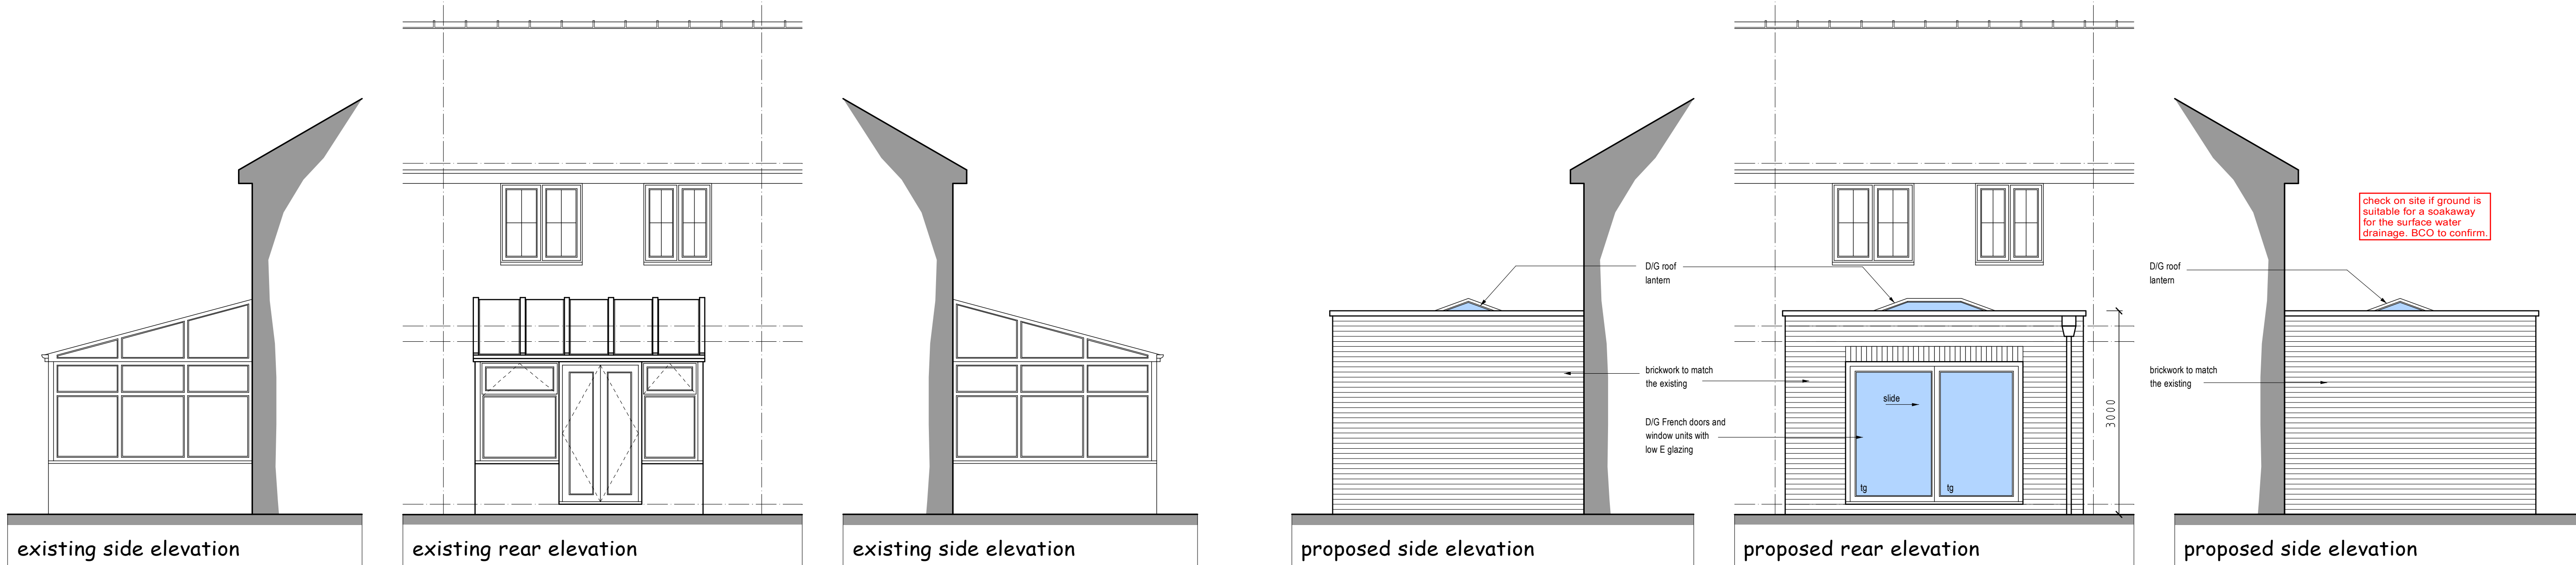 check on site if ground is
suitable for a soakaway
for the surface water
drainage. BCO to confirm.
D/G roof
lantern
D/G roof
lantern
brickwork to match
the existing
brickwork to match
the existing
slide
3000
D/G French doors and
window units with
low E glazing
tg
tg
existing side elevation
existing rear elevation
existing side elevation
proposed side elevation
proposed rear elevation
proposed side elevation